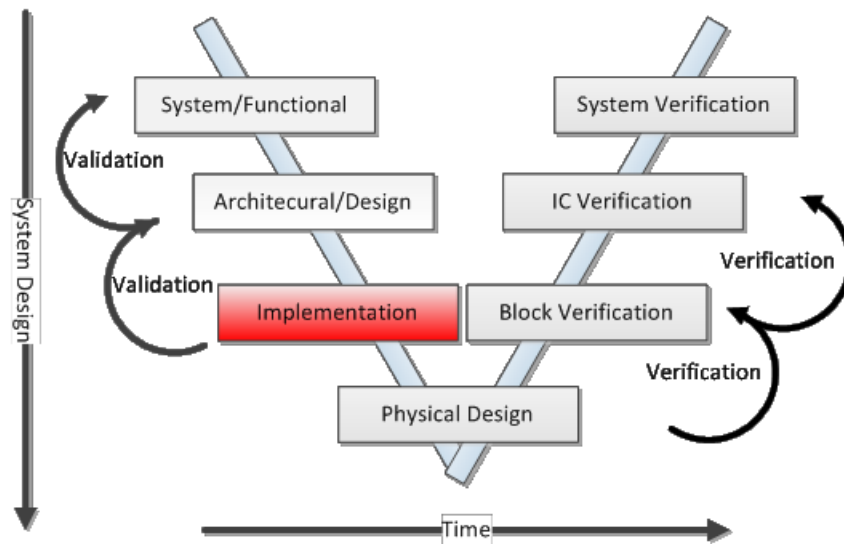 System/Functional
System Verification
Validation
Architecural/Design
IC Verification
System Design
Verification
Validation
Implementation
Block Verification
Verification
Physical Design
Time